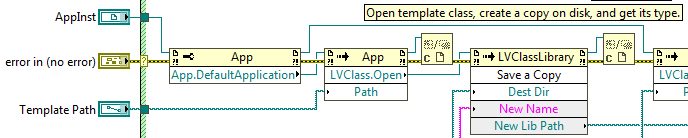 Open template class, create a copy on disk, and get its type.
AppInst
error in (no error)
Template Path
App
App.DefaultApplication
App
LVClass.Open
Path
LVClassLibrary
Save a Copy
Dest Dir
New Name
New Lib Path